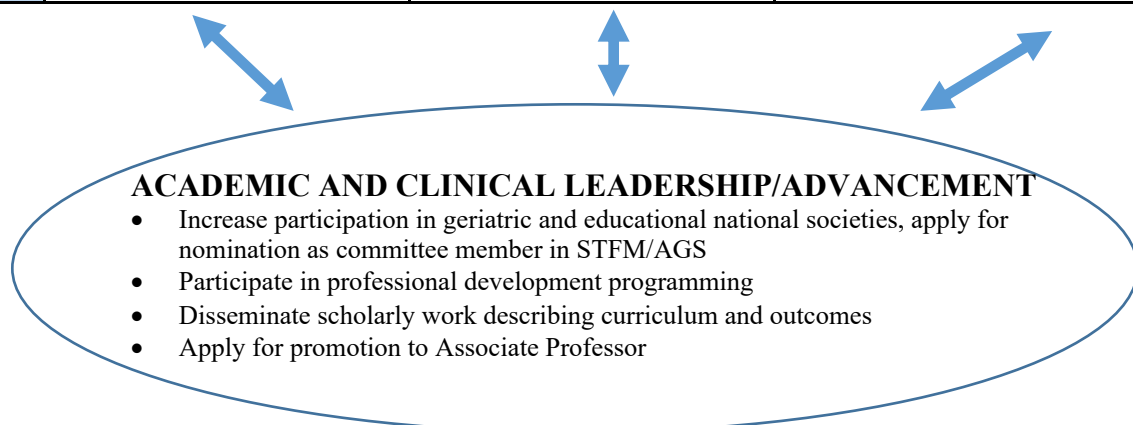 ACADEMIC AND CLINICAL LEADERSHIP/ADVANCEMENT
• Increase participation in geriatric and educational national societies, apply for
nomination as committee member in STFM/AGS
• Participate in professional development programming
• Disseminate scholarly work describing curriculum and outcomes
• Apply for promotion to Associate Professor